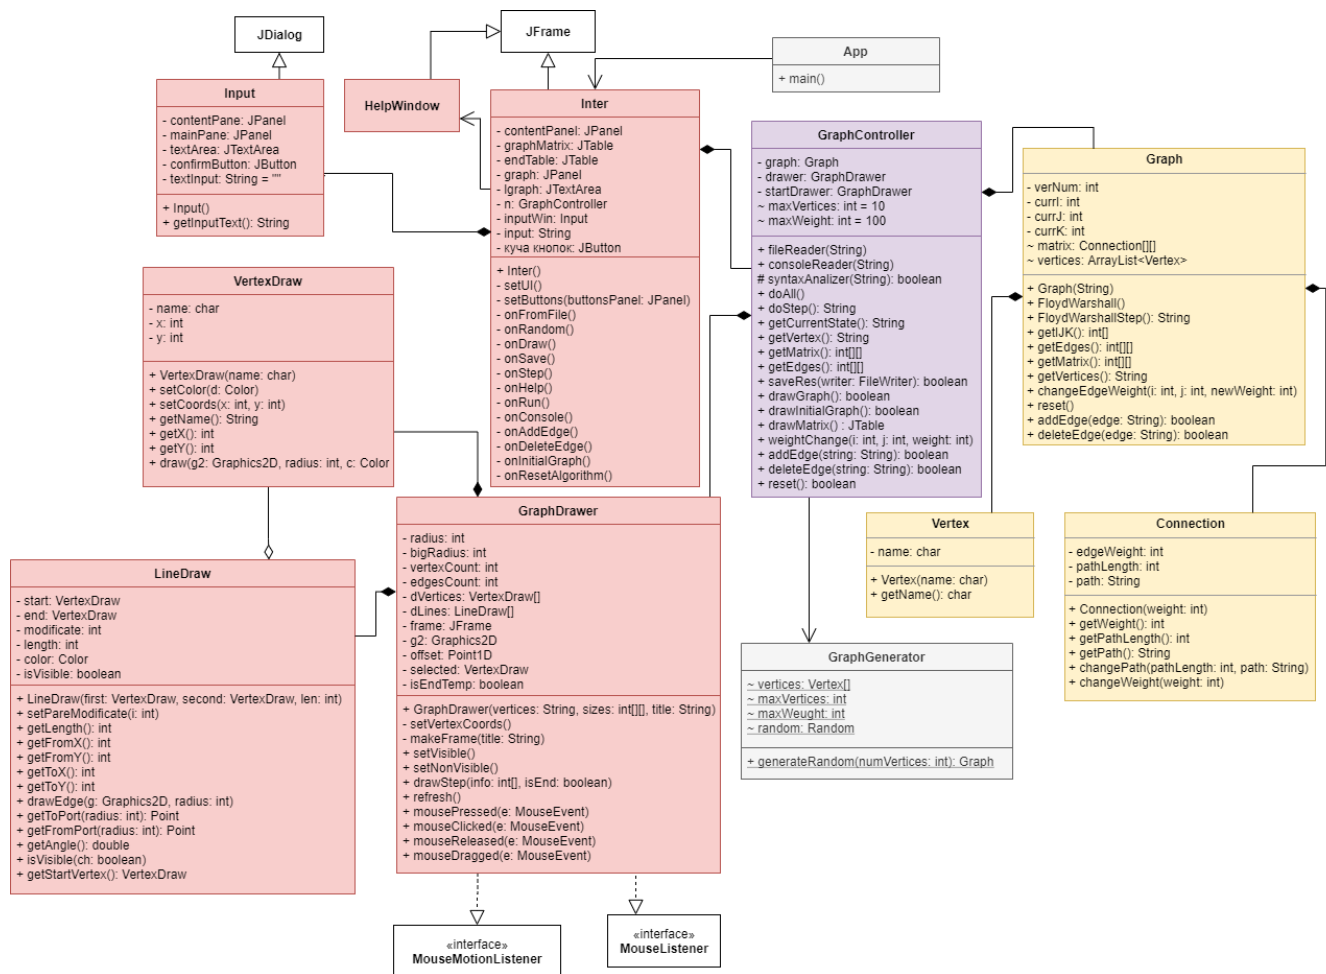 JDialog
JFrame
App
+ main()
Input
- contentPane: JPanel
- mainPane: JPanel
- textArea: JTextArea
- confirmButton: JButton
- textInput: String = ""
+ Input()
+ getInputText(): String
HelpWindow
Inter
- contentPanel: JPanel
- graphMatrix: JTable
- endTable: JTable
- graph: JPanel
- lgraph: JTextArea
- n: GraphController
- inputWin: Input
- input: String
- куча кнопок: JButton
+ Inter()
- setUI()
- setButtons(buttonsPanel: JPanel)
- onFromFile()
- onRandom()
- onDraw()
- onSave()
- onStep()
- onHelp()
- onRun()
- onConsole()
- onAddEdge()
- onDeleteEdge()
- onInitialGraph()
- onResetAlgorithm()
GraphController
- graph: Graph
- drawer: GraphDrawer
- startDrawer: GraphDrawer
~ maxVertices: int = 10
~ maxWeight: int = 100
+ fileReader(String)
+ consoleReader(String)
# syntaxAnalizer(String): boolean
+ doAll()
+ doStep(): String
+ getCurrentState(): String
+ getVertex(): String
+ getMatrix(): int[][]
+ getEdges(): int[][]
+ saveRes(writer: FileWriter): boolean
+ drawGraph(): boolean
+ drawInitialGraph(): boolean
+ drawMatrix() : JTable
+ weightChange(i: int, j: int, weight: int)
+ addEdge(string: String): boolean
+ deleteEdge(string: String): boolean
+ reset(): boolean
Graph
- verNum: int
- currI: int
- currJ: int
- currK: int
~ matrix: Connection[][]
~ vertices: ArrayList<Vertex>
+ Graph(String)
+ FloydWarshall()
+ FloydWarshallStep(): String
+ getIJK(): int[]
+ getEdges(): int[][]
+ getMatrix(): int[][]
+ getVertices(): String
+ changeEdgeWeight(i: int, j: int, newWeight: int)
+ reset()
+ addEdge(edge: String): boolean
+ deleteEdge(edge: String): boolean
VertexDraw
- name: char
- x: int
- y: int
+ VertexDraw(name: char)
+ setColor(d: Color)
+ setCoords(x: int, y: int)
+ getName(): String
+ getX(): int
+ getY(): int
+ draw(g2: Graphics2D, radius: int, c: Color
GraphDrawer
- radius: int
- bigRadius: int
- vertexCount: int
- edgesCount: int
- dVertices: VertexDraw[]
- dLines: LineDraw[]
- frame: JFrame
- g2: Graphics2D
- offset: Point1D
- selected: VertexDraw
- isEndTemp: boolean
+ GraphDrawer(vertices: String, sizes: int[][], title: String)
- setVertexCoords()
- makeFrame(title: String)
+ setVisible()
+ setNonVisible()
+ drawStep(info: int[], isEnd: boolean)
+ refresh()
+ mousePressed(e: MouseEvent)
+ mouseClicked(e: MouseEvent)
+ mouseReleased(e: MouseEvent)
+ mouseDragged(e: MouseEvent)
LineDraw
- start: VertexDraw
- end: VertexDraw
- modificate: int
- length: int
- color: Color
- isVisible: boolean
+ LineDraw(first: VertexDraw, second: VertexDraw, len: int)
+ setPareModificate(i: int)
+ getLength(): int
+ getFromX(): int
+ getFromY(): int
+ getToX(): int
+ getToY(): int
+ drawEdge(g: Graphics2D, radius: int)
+ getToPort(radius: int): Point
+ getFromPort(radius: int): Point
+ getAngle(): double
+ isVisible(ch: boolean)
+ getStartVertex(): VertexDraw
Vertex
- name: char
+ Vertex(name: char)
+ getName(): char
Connection
- edgeWeight: int
- pathLength: int
- path: String
+ Connection(weight: int)
+ getWeight(): int
+ getPathLength(): int
+ getPath(): String
+ changePath(pathLength: int, path: String)
+ changeWeight(weight: int)
GraphGenerator
~ vertices: Vertex[]
~ maxVertices: int
~ maxWeught: int
~ random: Random
+ generateRandom(numVertices: int): Graph
«interface»
MouseMotionListener
«interface»
MouseListener